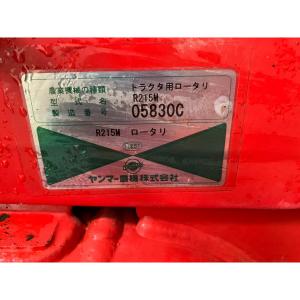 農業機械の種類 トラクタ用ロータリ
型式名 R215M
製造番号 05830C
R215M ロータリ
ヤンマー農機株式会社